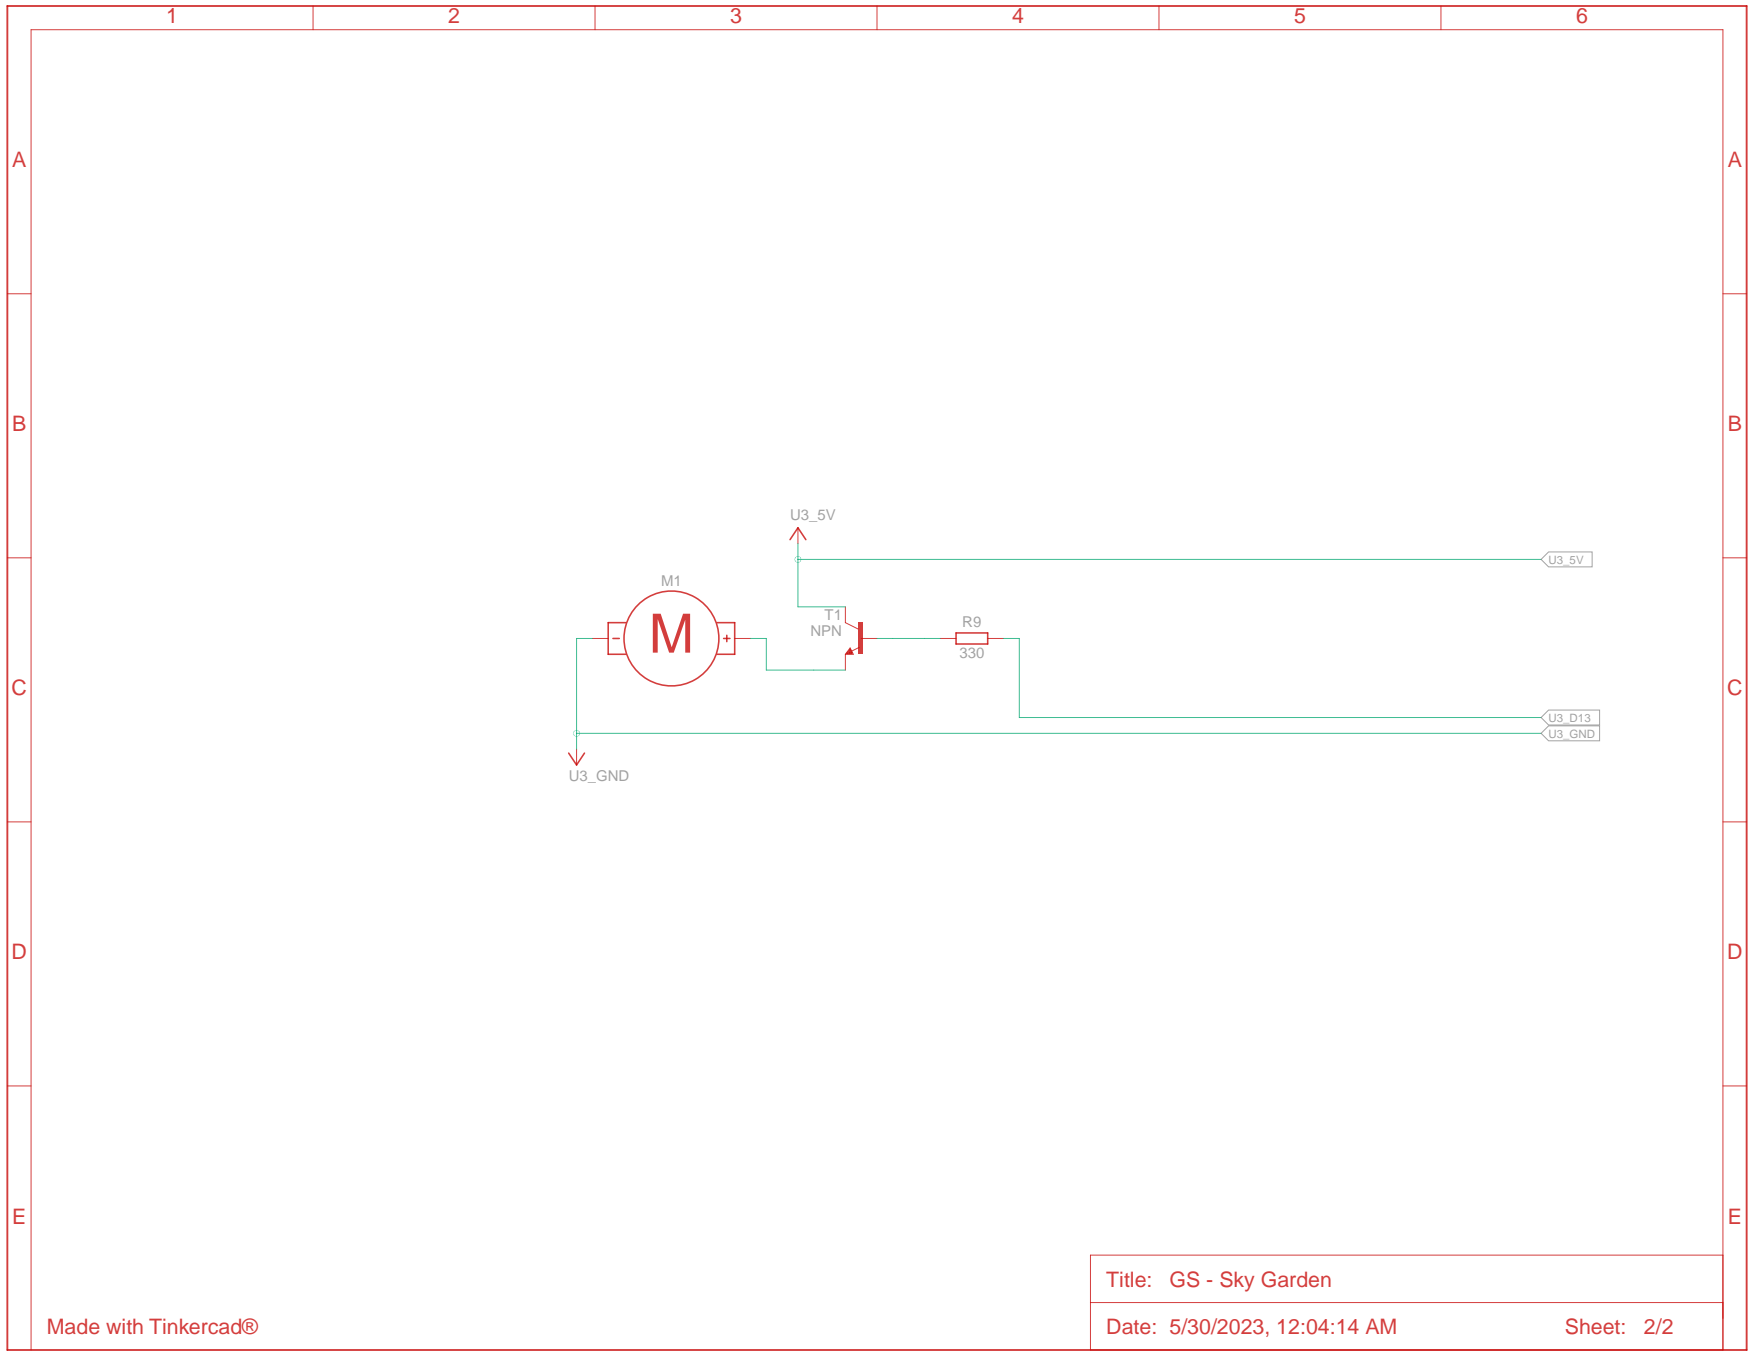 1 2 3 4 5 6
A A
B B
U3_5V
U3_5V
M1
T1
NPN
R9
M
- +
330
C C
U3_D13
U3_GND
U3_GND
D D
E E
Title: GS - Sky Garden
Made with Tinkercad®
Date: 5/30/2023, 12:04:14 AM Sheet: 2/2